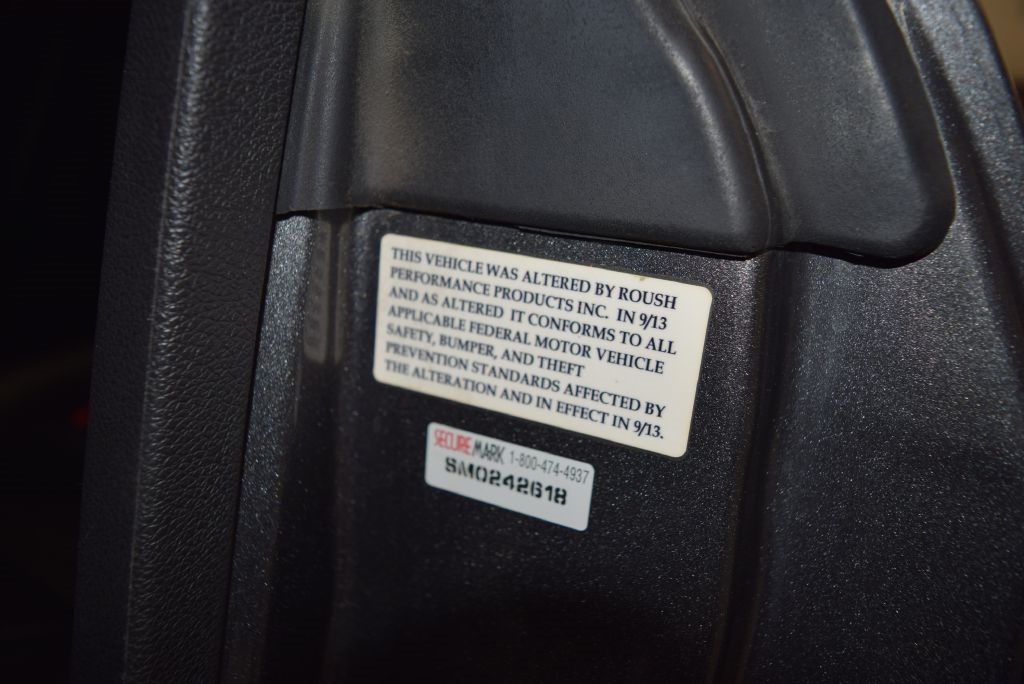 THIS VEHICLE WAS ALTERED BY ROUSH
PERFORMANCE PRODUCTS INC. IN 9/13
AND AS ALTERED IT CONFORMS TO ALL
APPLICABLE FEDERAL MOTOR VEHICLE
SAFETY, BUMPER, AND THEFT
PREVENTION STANDARDS AFFECTED BY
THE ALTERATION AND IN EFFECT IN 9/13.
SECUREMARK 1-800-474-4937
SM0242618